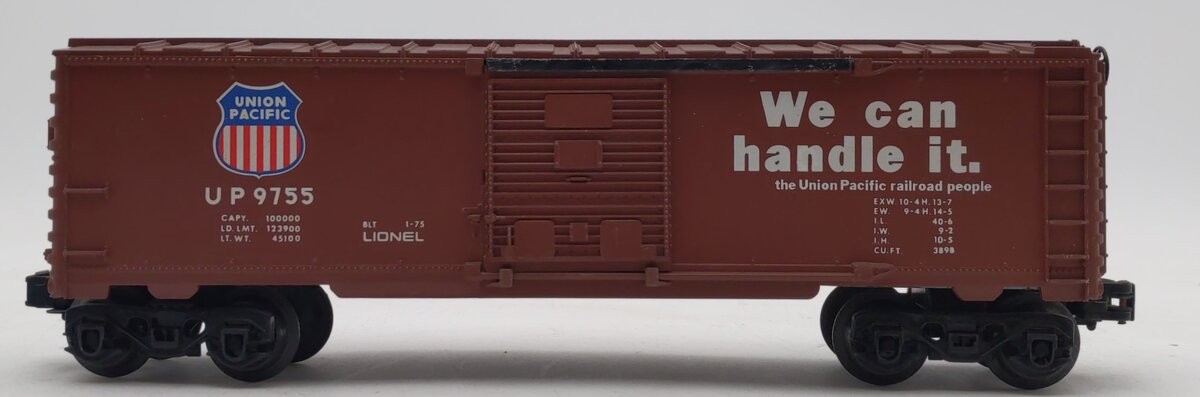 UNION
PACIFIC
UP 9755
CAPY. 100000
LD. LMT. 123900
LT. WT. 45100
BLT 1-75
LIONEL
We can
handle it.
the Union Pacific railroad people
EXW. 10-4 H. 13-7
EW. 9-4 H. 14-5
I.L. 40-6
I.W. 9-2
I.H. 10-5
CU. FT. 3898